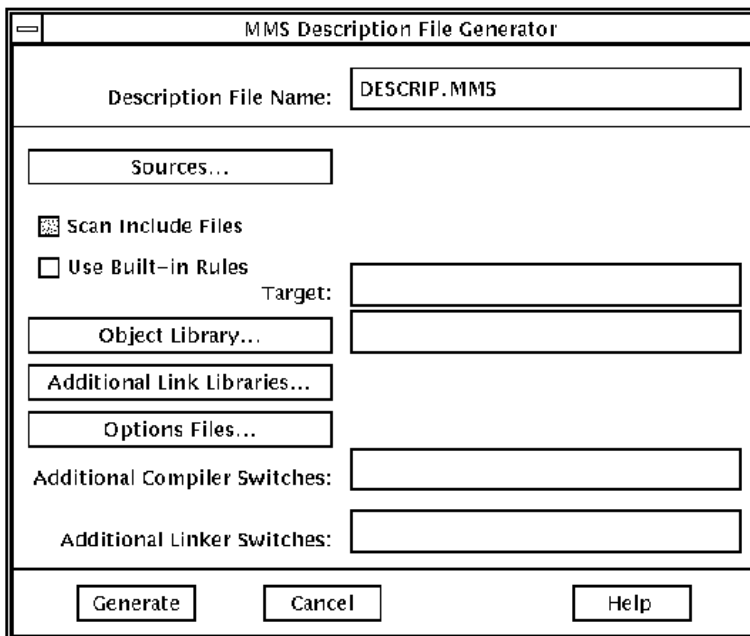 MMS Description File Generator
Description File Name: DESCRIP.MMS
Sources...
Scan Include Files
Use Built-in Rules
Target:
Object Library...
Additional Link Libraries...
Options Files...
Additional Compiler Switches:
Additional Linker Switches:
Generate Cancel Help